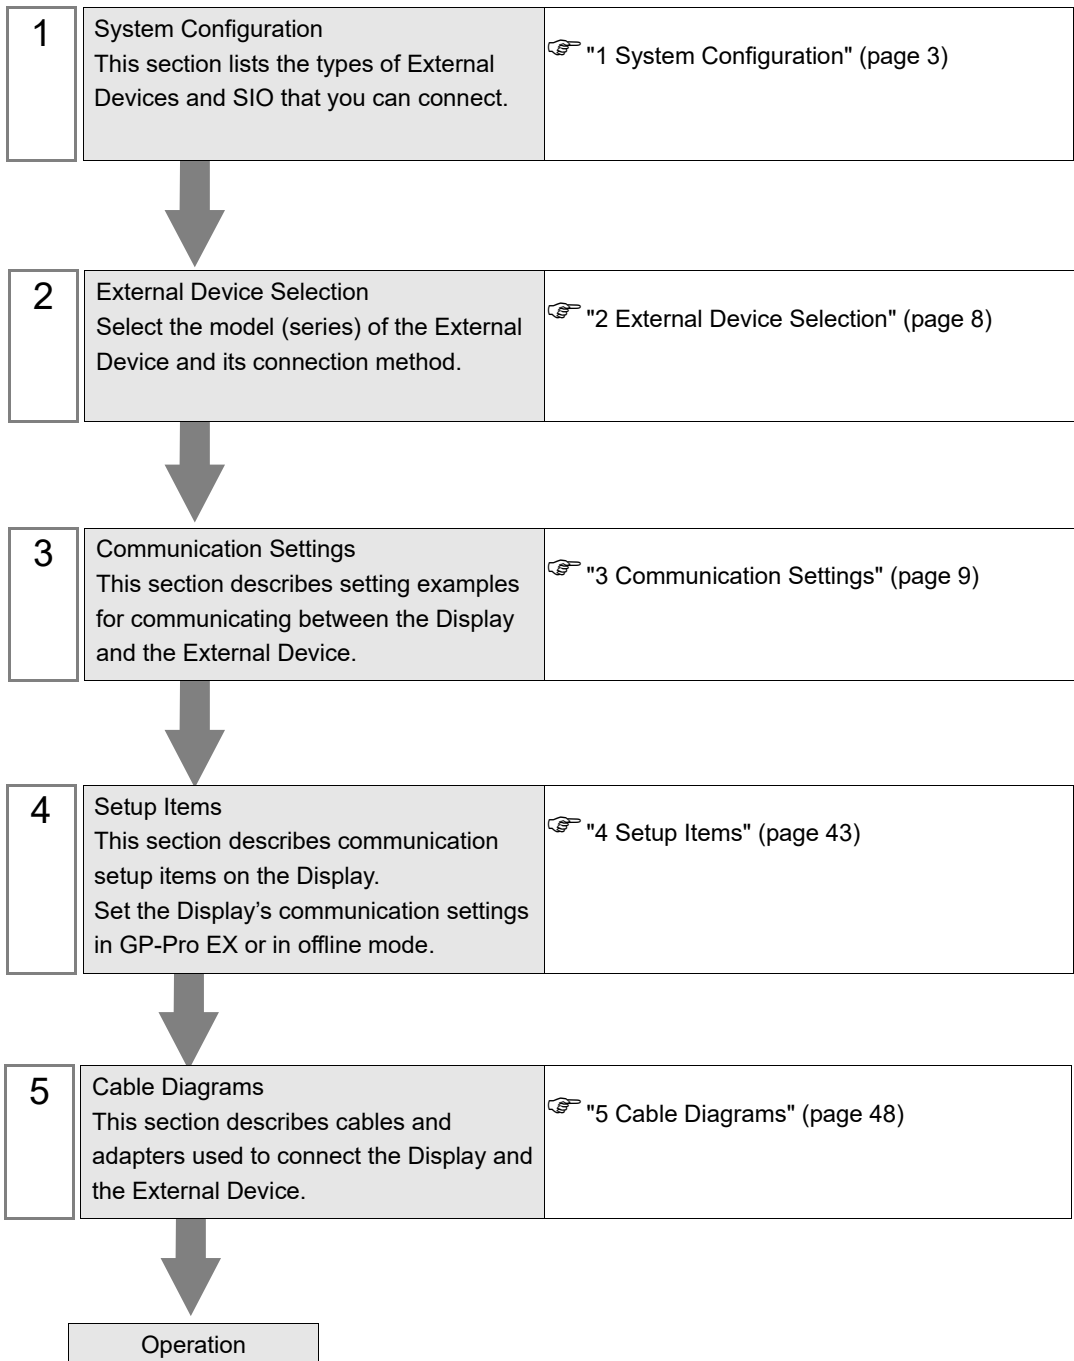 1
System Configuration
This section lists the types of External
Devices and SIO that you can connect.
"1 System Configuration" (page 3)
2
External Device Selection
Select the model (series) of the External
Device and its connection method.
"2 External Device Selection" (page 8)
3
Communication Settings
This section describes setting examples
for communicating between the Display
and the External Device.
"3 Communication Settings" (page 9)
4
Setup Items
This section describes communication
setup items on the Display.
Set the Display’s communication settings
in GP-Pro EX or in offline mode.
"4 Setup Items" (page 43)
5
Cable Diagrams
This section describes cables and
adapters used to connect the Display and
the External Device.
"5 Cable Diagrams" (page 48)
Operation